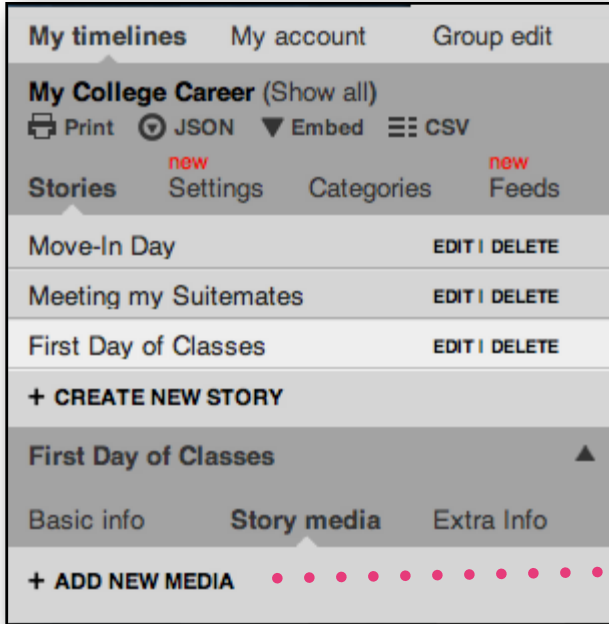 My timelines My account Group edit
My College Career (Show all)
Print JSON Embed CSV
new new
Stories Settings Categories Feeds
Move-In Day EDIT | DELETE
Meeting my Suitemates EDIT | DELETE
First Day of Classes EDIT | DELETE
+ CREATE NEW STORY
First Day of Classes
Basic info Story media Extra Info
+ ADD NEW MEDIA